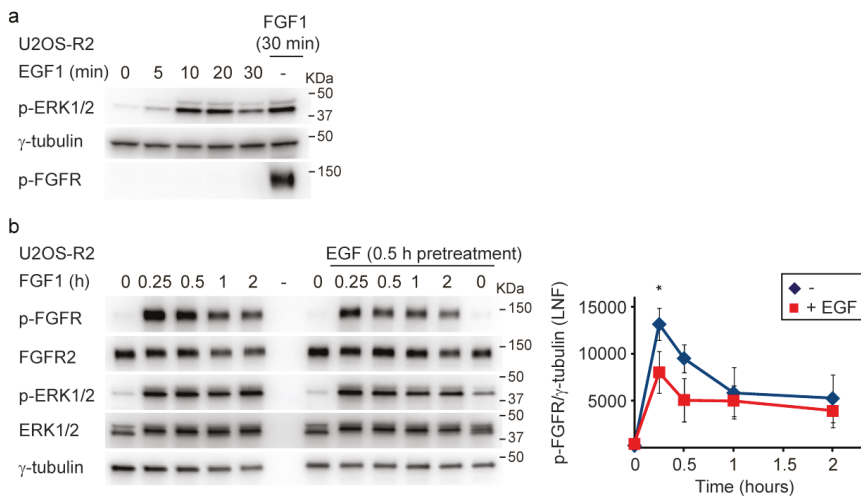 a
FGF1
U2OS-R2 (30 min)
EGF1 (min) 0 5 10 20 30 - KDa
p-ERK1/2 50
37
γ-tubulin 50
p-FGFR 150
b
U2OS-R2 EGF (0.5 h pretreatment)
FGF1 (h) 0 0.25 0.5 1 2 - 0 0.25 0.5 1 2 0 KDa
p-FGFR 150
FGFR2 150
p-ERK1/2 50
37
ERK1/2 50
37
γ-tubulin 50
-
+ EGF
*
p-FGFR/γ-tubulin (LNF)
15000
10000
5000
0 0.5 1 2
Time (hours)